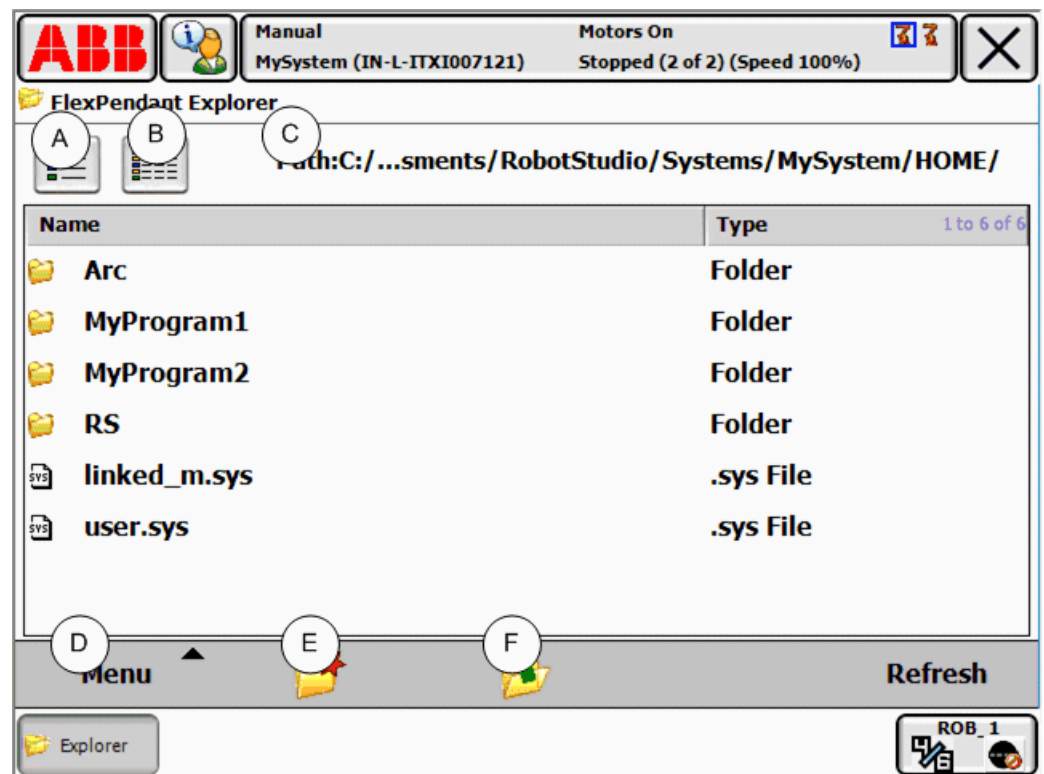 ABB
Manual Motors On
MySystem (IN-L-ITXI007121) Stopped (2 of 2) (Speed 100%)
FlexPendant Explorer
A B C
Path:C:/...sments/RobotStudio/Systems/MySystem/HOME/
Name Type 1 to 6 of 6
Arc Folder
MyProgram1 Folder
MyProgram2 Folder
RS Folder
SYS linked_m.sys .sys File
SYS user.sys .sys File
D E F
Menu Refresh
Explorer ROB_1